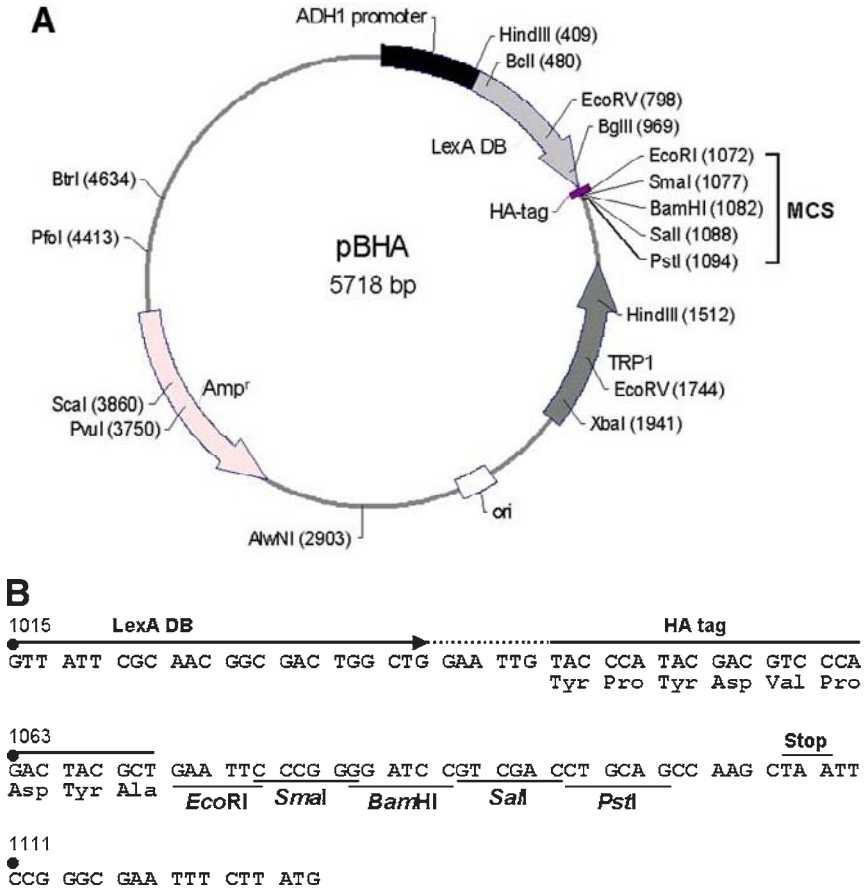 A
ADH1 promoter
HindIII (409)
BclI (480)
EcoRV (798)
BglII (969)
LexA DB
EcoRI (1072)
SmaI (1077)
BamHI (1082)
SalI (1088)
PstI (1094)
MCS
HA-tag
BtrI (4634)
PfoI (4413)
pBHA
5718 bp
HindIII (1512)
TRP1
EcoRV (1744)
XbaI (1941)
Ampr
ScaI (3860)
PvuI (3750)
ori
AlwNI (2903)
B
1015 LexA DB HA tag
GTT ATT CGC AAC GGC GAC TGG CTG GAA TTG TAC CCA TAC GAC GTC CCA
Tyr Pro Tyr Asp Val Pro
1063 Stop
GAC TAC GCT GAA TTC CCG GGG ATC CGT CGA CCT GCA GCC AAG CTA ATT
Asp Tyr Ala
EcoRI SmaI BamHI SalI PstI
1111
CCG GGC GAA TTT CTT ATG